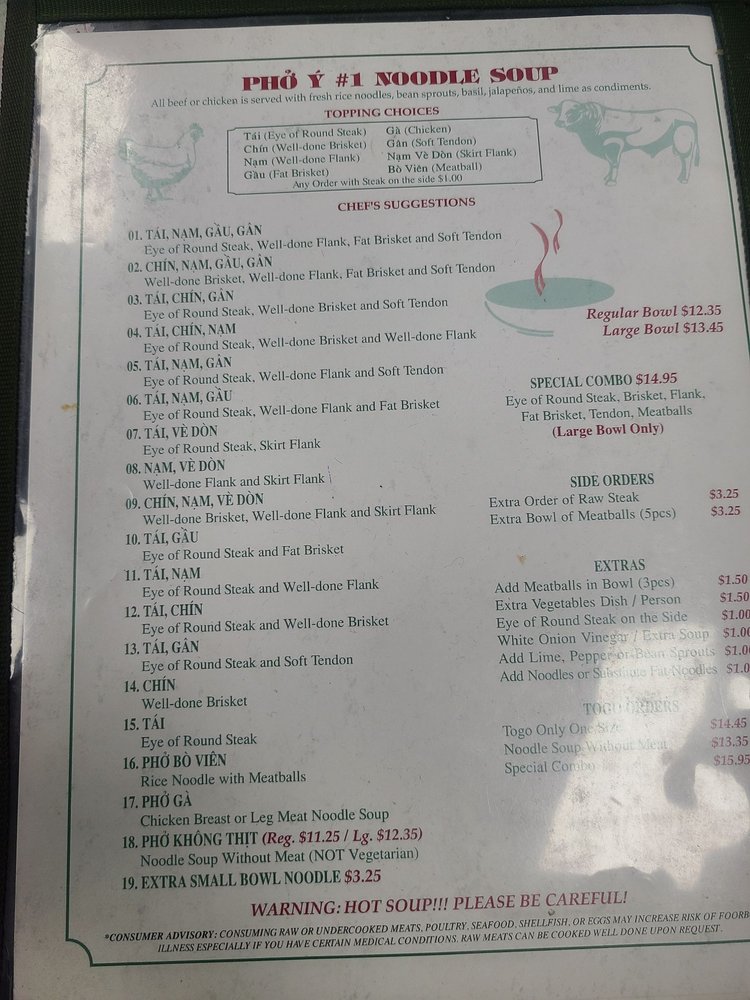 PHỞ Ý #1 NOODLE SOUP
All beef or chicken is served with fresh rice noodles, bean sprouts, basil, jalapeños, and lime as condiments.
TOPPING CHOICES
Tái (Eye of Round Steak)
Chín (Well-done Brisket)
Nạm (Well-done Flank)
Gầu (Fat Brisket)
Gà (Chicken)
Gân (Soft Tendon)
Nạm Vè Dòn (Skirt Flank)
Bò Viên (Meatball)
Any Order with Steak on the side $1.00
CHEF'S SUGGESTIONS
01. TÁI, NẠM, GẦU, GÂN
Eye of Round Steak, Well-done Flank, Fat Brisket and Soft Tendon
02. CHÍN, NẠM, GẦU, GÂN
Well-done Brisket, Well-done Flank, Fat Brisket and Soft Tendon
03. TÁI, CHÍN, GÂN
Eye of Round Steak, Well-done Brisket and Soft Tendon
04. TÁI, CHÍN, NẠM
Eye of Round Steak, Well-done Brisket and Well-done Flank
05. TÁI, NẠM, GÂN
Eye of Round Steak, Well-done Flank and Soft Tendon
06. TÁI, NẠM, GẦU
Eye of Round Steak, Well-done Flank and Fat Brisket
07. TÁI, VÈ DÒN
Eye of Round Steak, Skirt Flank
08. NẠM, VÈ DÒN
Well-done Flank and Skirt Flank
09. CHÍN, NẠM, VÈ DÒN
Well-done Brisket, Well-done Flank and Skirt Flank
10. TÁI, GẦU
Eye of Round Steak and Fat Brisket
11. TÁI, NẠM
Eye of Round Steak and Well-done Flank
12. TÁI, CHÍN
Eye of Round Steak and Well-done Brisket
13. TÁI, GÂN
Eye of Round Steak and Soft Tendon
14. CHÍN
Well-done Brisket
15. TÁI
Eye of Round Steak
16. PHỞ BÒ VIÊN
Rice Noodle with Meatballs
17. PHỞ GÀ
Chicken Breast or Leg Meat Noodle Soup
18. PHỞ KHÔNG THỊT (Reg. $11.25 / Lg. $12.35)
Noodle Soup Without Meat (NOT Vegetarian)
19. EXTRA SMALL BOWL NOODLE $3.25
Regular Bowl $12.35
Large Bowl $13.45
SPECIAL COMBO $14.95
Eye of Round Steak, Brisket, Flank,
Fat Brisket, Tendon, Meatballs
(Large Bowl Only)
SIDE ORDERS
Extra Order of Raw Steak $3.25
Extra Bowl of Meatballs (5pcs) $3.25
EXTRAS
Add Meatballs in Bowl (3pcs) $1.50
Extra Vegetables Dish / Person $1.50
Eye of Round Steak on the Side $1.00
White Onion Vinegar / Extra Soup $1.00
Add Lime, Pepper or Bean Sprouts $1.00
Add Noodles or Substitute Fat Noodles $1.0
TOGO ORDERS
Togo Only One Size $14.45
Noodle Soup Without Meat $13.35
Special Combo $15.95
WARNING: HOT SOUP!!! PLEASE BE CAREFUL!
*CONSUMER ADVISORY: CONSUMING RAW OR UNDERCOOKED MEATS, POULTRY, SEAFOOD, SHELLFISH, OR EGGS MAY INCREASE RISK OF FOORB
ILLNESS ESPECIALLY IF YOU HAVE CERTAIN MEDICAL CONDITIONS. RAW MEATS CAN BE COOKED WELL DONE UPON REQUEST.